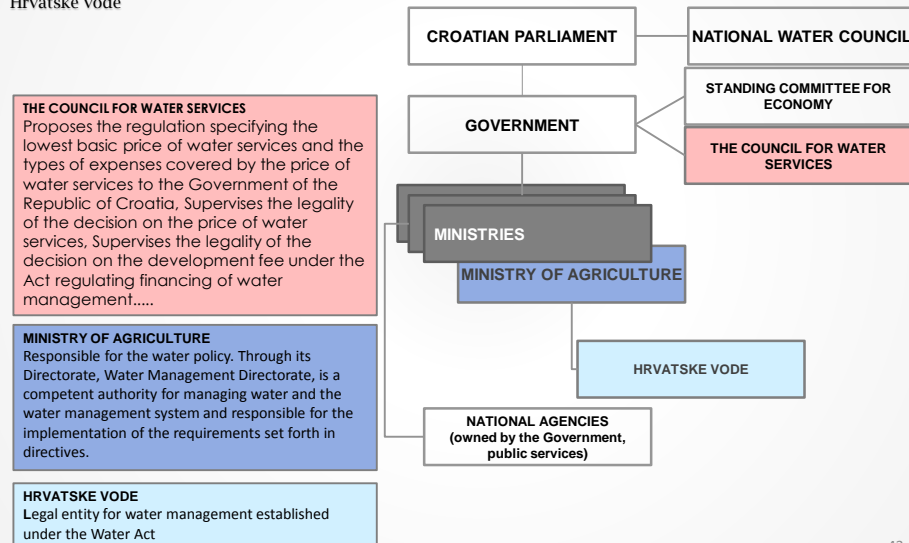 Hrvatske vode
CROATIAN PARLIAMENT
NATIONAL WATER COUNCIL
GOVERNMENT
STANDING COMMITTEE FOR
ECONOMY
THE COUNCIL FOR WATER
SERVICES
MINISTRIES
MINISTRY OF AGRICULTURE
HRVATSKE VODE
NATIONAL AGENCIES
(owned by the Government,
public services)
THE COUNCIL FOR WATER SERVICES
Proposes the regulation specifying the
lowest basic price of water services and the
types of expenses covered by the price of
water services to the Government of the
Republic of Croatia, Supervises the legality
of the decision on the price of water
services, Supervises the legality of the
decision on the development fee under the
Act regulating financing of water
management.....
MINISTRY OF AGRICULTURE
Responsible for the water policy. Through its
Directorate, Water Management Directorate, is a
competent authority for managing water and the
water management system and responsible for the
implementation of the requirements set forth in
directives.
HRVATSKE VODE
Legal entity for water management established
under the Water Act